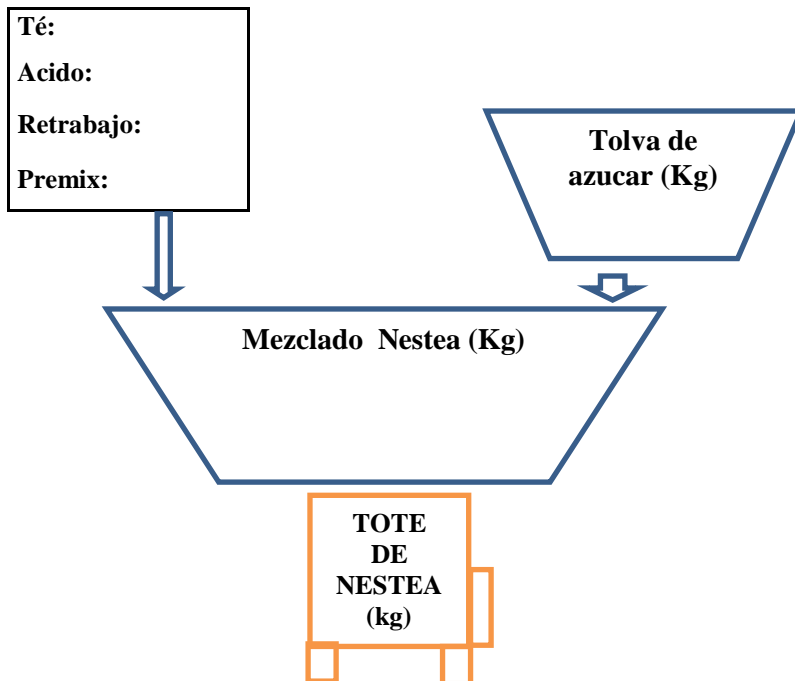 Té:
Acido:
Retrabajo:
Premix:
Tolva de
azucar (Kg)
Mezclado Nestea (Kg)
TOTE
DE
NESTEA
(kg)